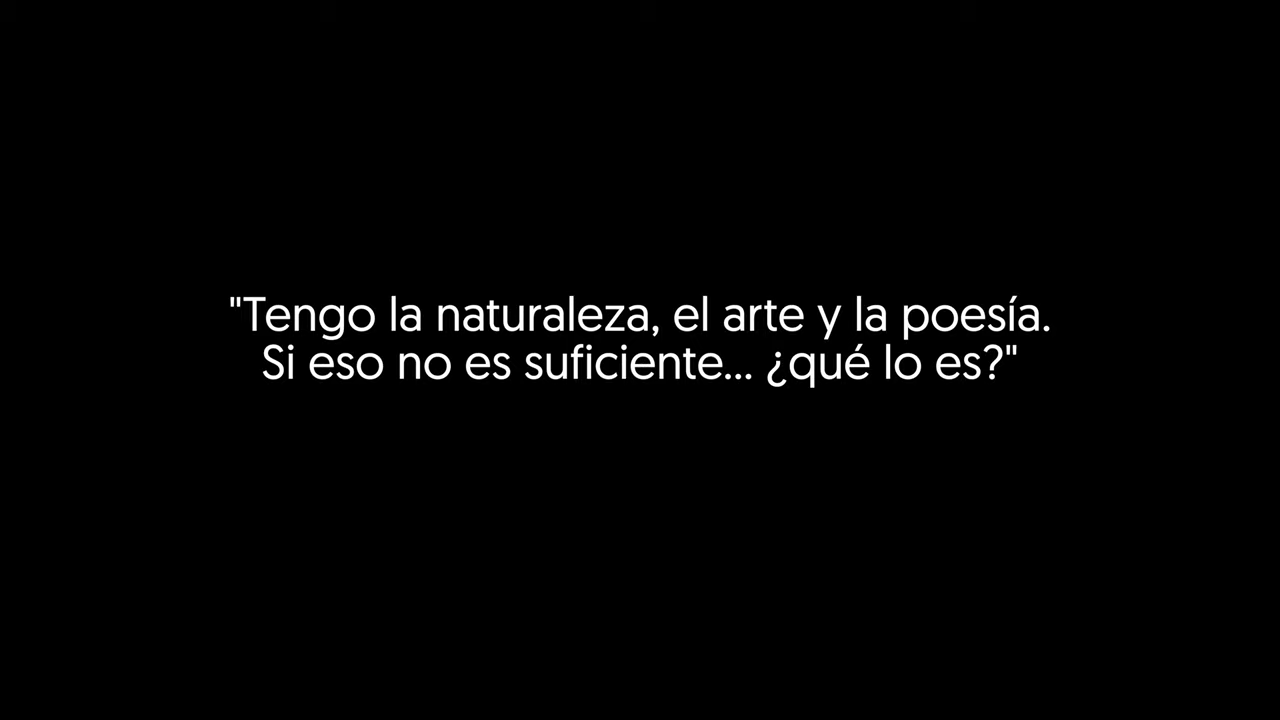 "Tengo la naturaleza, el arte y la poesía.
Si eso no es suficiente... ¿qué lo es?"